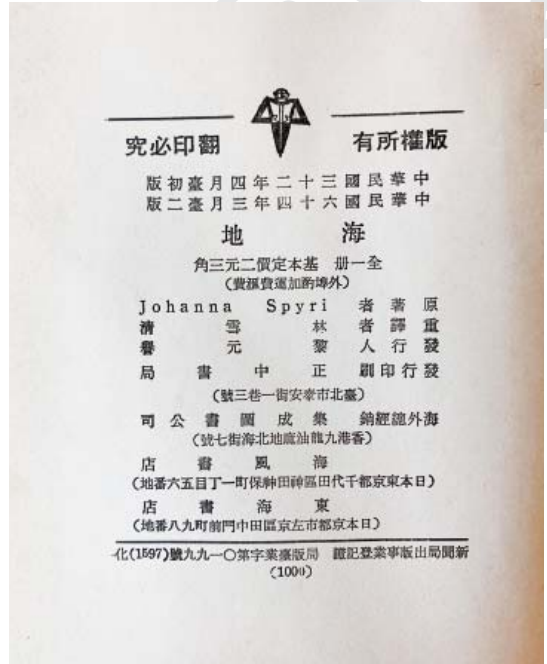 版權所有 翻印必究
中華民國三十二年四月臺初版
中華民國六十四年三月臺二版
海地
全一册 基本定價二元三角
(外埠酌加運費滙費)
原著者 Johanna Spyri
重譯者 林雪清
發行人 黎元譽
發行印刷 正中書局
(臺北市泰安街一巷三號)
海外總經銷 集成圖書公司
(香港九龍油蔴地北海街七號)
海風書店
(日本東京都千代田區神田神保町一丁目五六番地)
東海書店
(日本京都市左京區田中門前町九八番地)
新聞局出版事業登記證 局版臺業字第〇一九九號(1597)化
(1000)